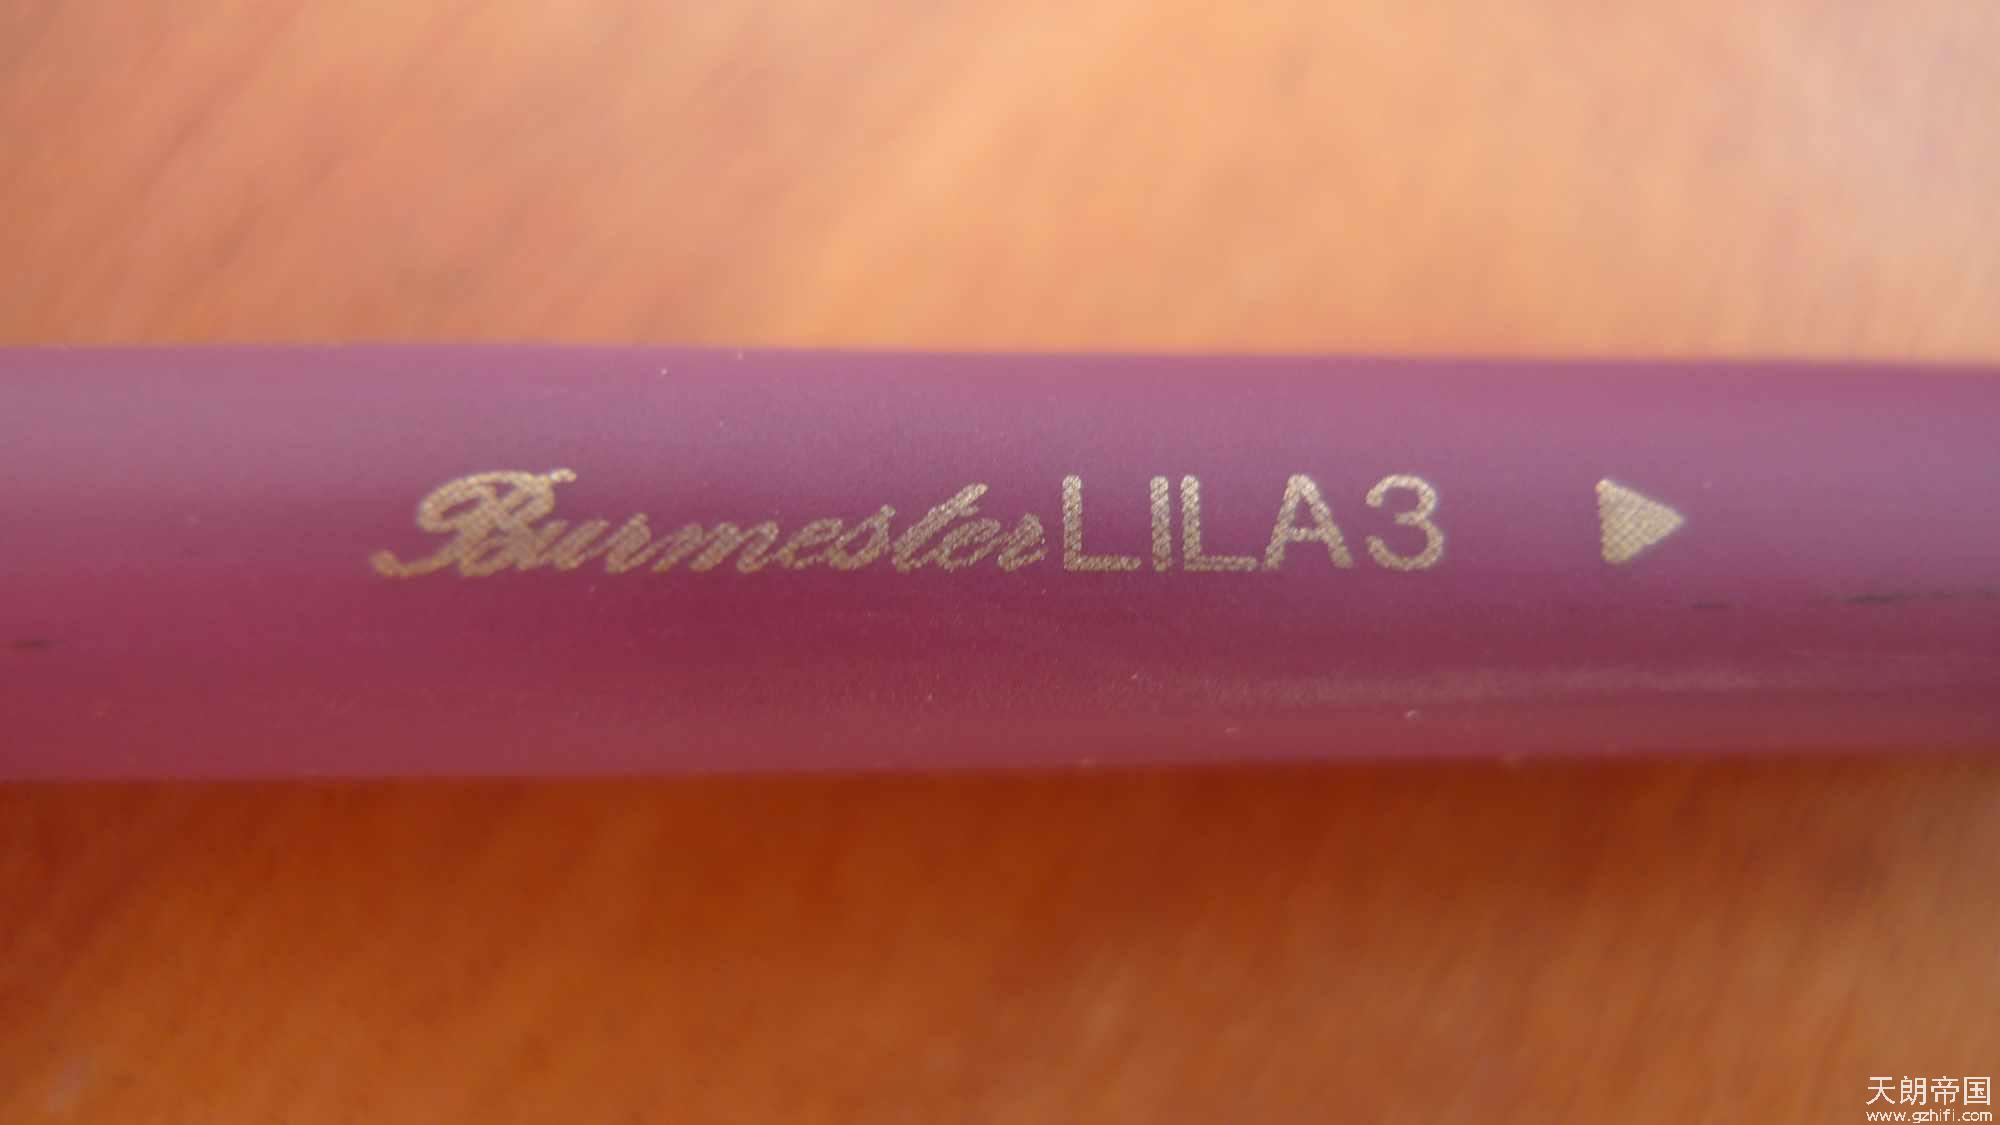 Burmester LILA3 ▶
天朗帝国
www.gzhifi.com